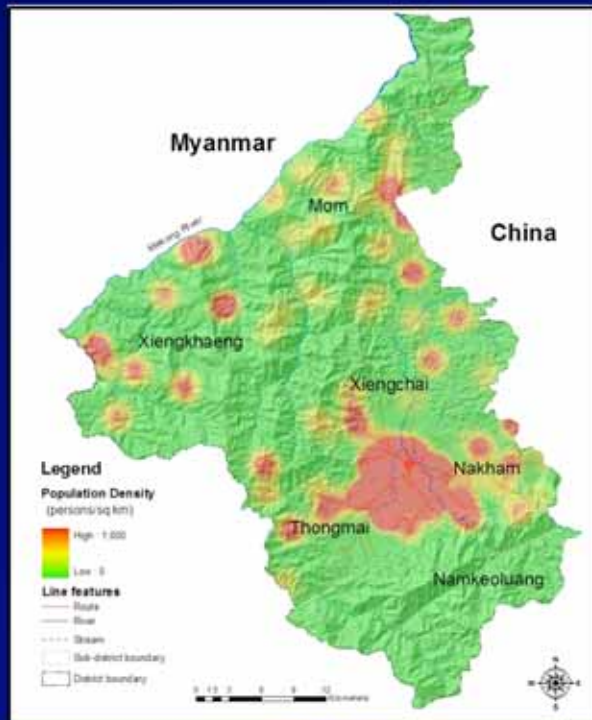 Myanmar
China
Mekong River
Mom
Xiengkhaeng
Xiengchai
Nakham
Thongmai
Namkeoluang
Legend
Population Density
(persons/sq km)
High : 1,000
Low : 0
Line features
Route
River
Stream
Sub-district boundary
District boundary
Kilometers
N
W
E
S